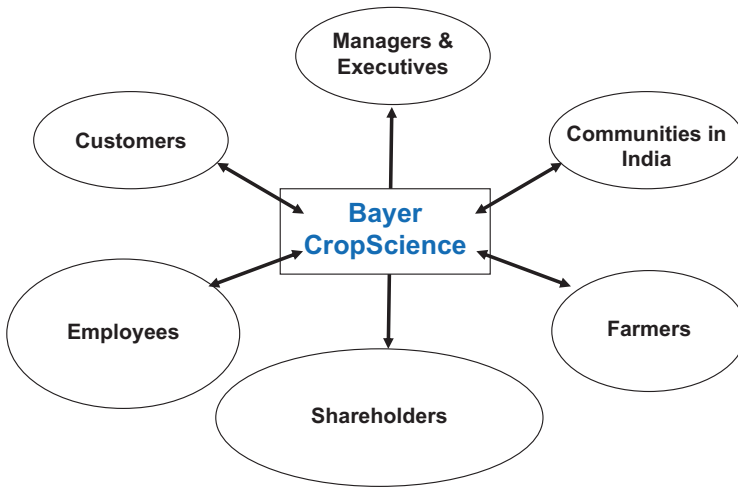 Managers &
Executives
Customers
Communities in
India
Bayer
CropScience
Employees
Farmers
Shareholders